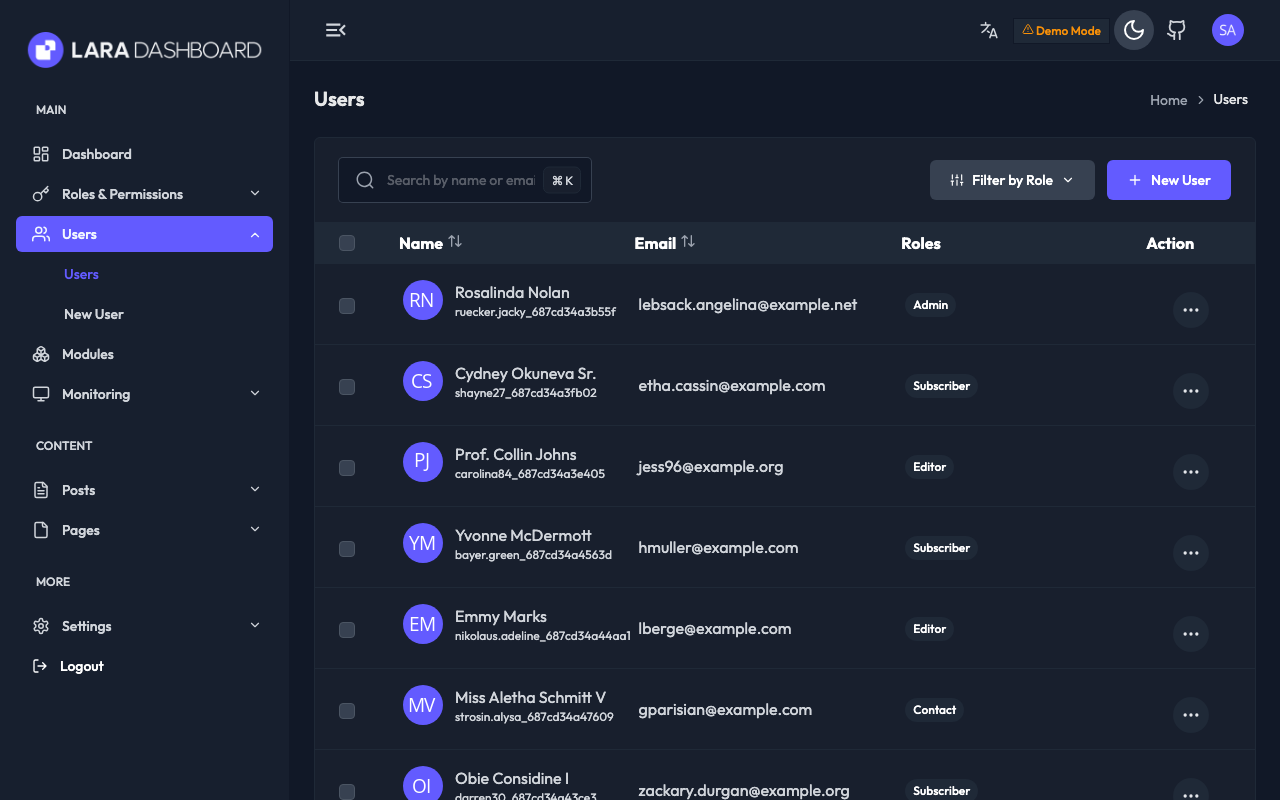 LARA DASHBOARD
MAIN
Dashboard
Roles & Permissions
Users
Users
New User
Modules
Monitoring
CONTENT
Posts
Pages
MORE
Settings
Logout
Demo Mode
SA
Users
Home > Users
Search by name or emai
⌘ K
Filter by Role
+ New User
Name Email Roles Action
RN Rosalinda Nolan lebsack.angelina@example.net Admin
ruecker.jacky_687cd34a3b55f
CS Cydney Okuneva Sr. etha.cassin@example.com Subscriber
shayne27_687cd34a3fb02
PJ Prof. Collin Johns jess96@example.org Editor
carolina84_687cd34a3e405
YM Yvonne McDermott hmuller@example.com Subscriber
bayer.green_687cd34a4563d
EM Emmy Marks lberge@example.com Editor
nikolaus.adeline_687cd34a44aa1
MV Miss Aletha Schmitt V gparisian@example.com Contact
strosin.alysa_687cd34a47609
OI Obie Considine I zackary.durgan@example.org Subscriber
darren30_687cd34a43ce3